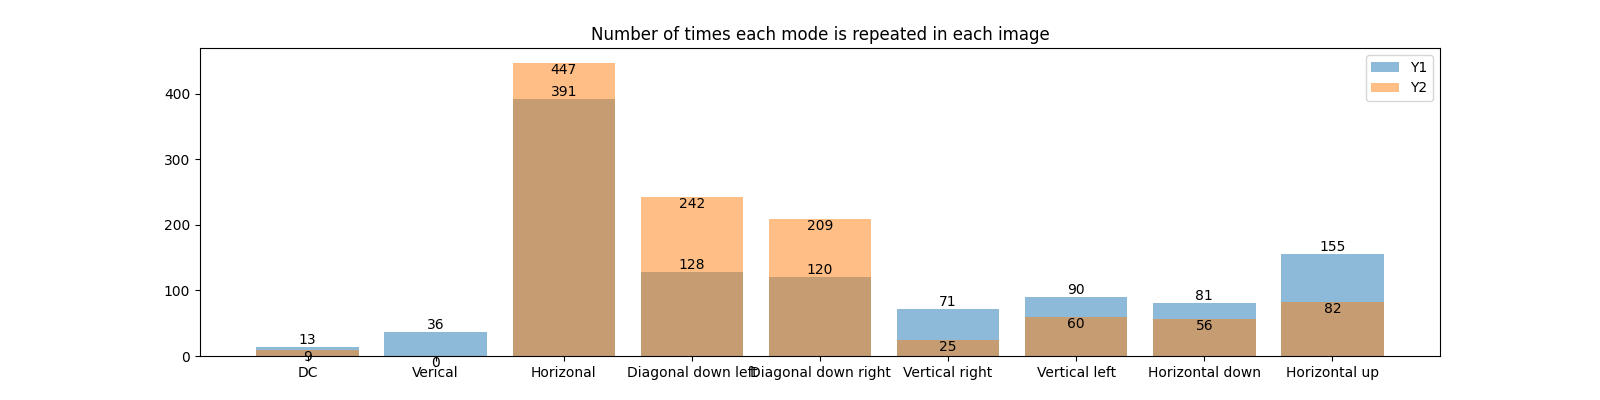 Number of times each mode is repeated in each image
Y1
Y2
400
300
200
100
0
447
391
242
128
209
120
155
82
90
60
81
56
71
25
36
0
13
9
DC
Verical
Horizonal
Diagonal down left
Diagonal down right
Vertical right
Vertical left
Horizontal down
Horizontal up